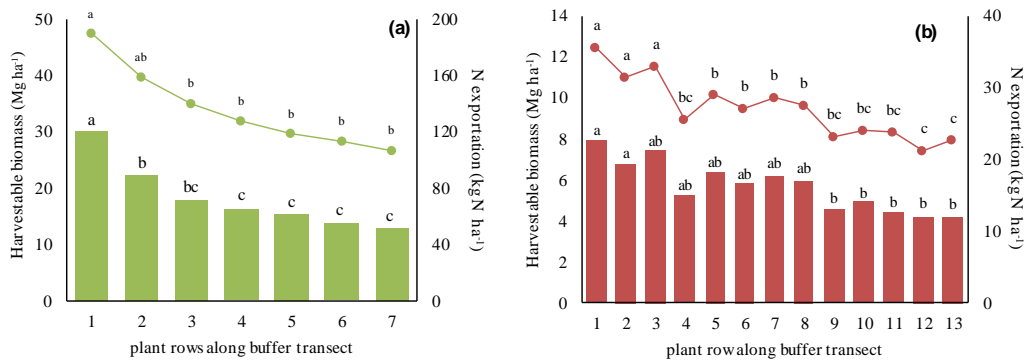 (a)
Harvestable biomass (Mg ha⁻¹)
50
40
30
20
10
0
a
ab
b
b
b
b
b
a
b
bc
c
c
c
c
200
160
120
80
40
0
N exportation (kg N ha⁻¹)
1 2 3 4 5 6 7
plant rows along buffer transect
(b)
Harvestable biomass (Mg ha⁻¹)
14
12
10
8
6
4
2
0
a
a
a
bc
b
b
b
b
bc
bc
bc
c
c
a
a
ab
ab
ab
ab
ab
ab
b
b
b
b
b
40
30
20
10
0
N exportation (kg N ha⁻¹)
1 2 3 4 5 6 7 8 9 10 11 12 13
plant row along buffer transect